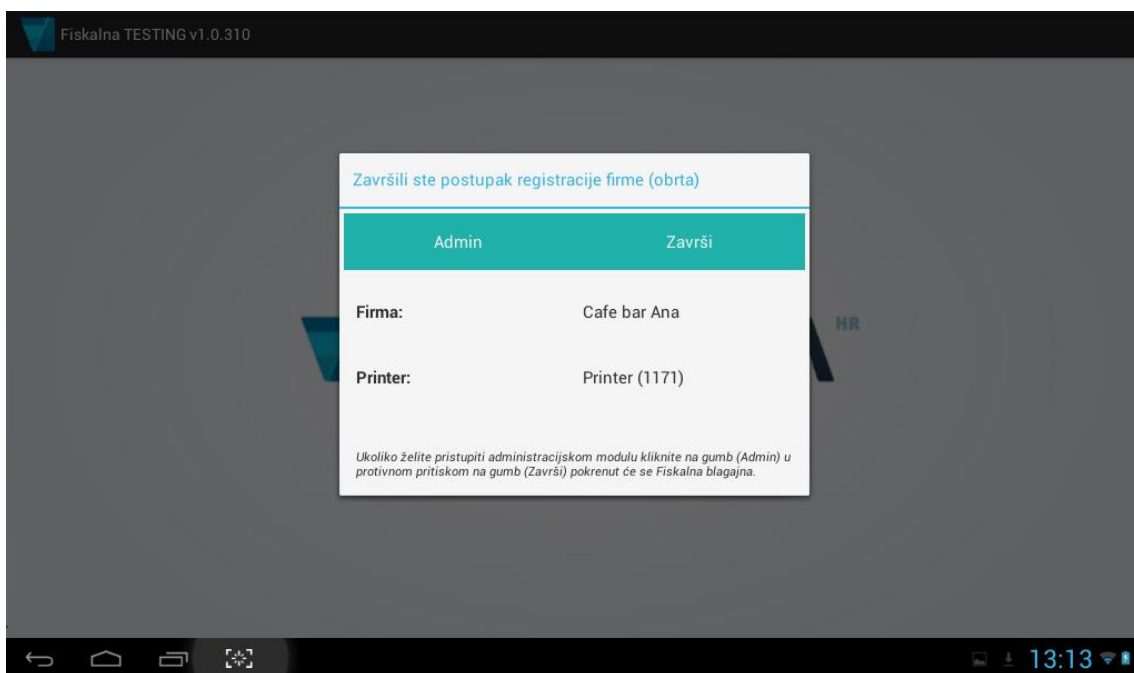 Fiskalna TESTING v1.0.310
Završili ste postupak registracije firme (obrta)
Admin Završi
Firma: Cafe bar Ana
HR
Printer: Printer (1171)
Ukoliko želite pristupiti administracijskom modulu kliknite na gumb (Admin) u
protivnom pritiskom na gumb (Završi) pokrenut će se Fiskalna blagajna.
13:13